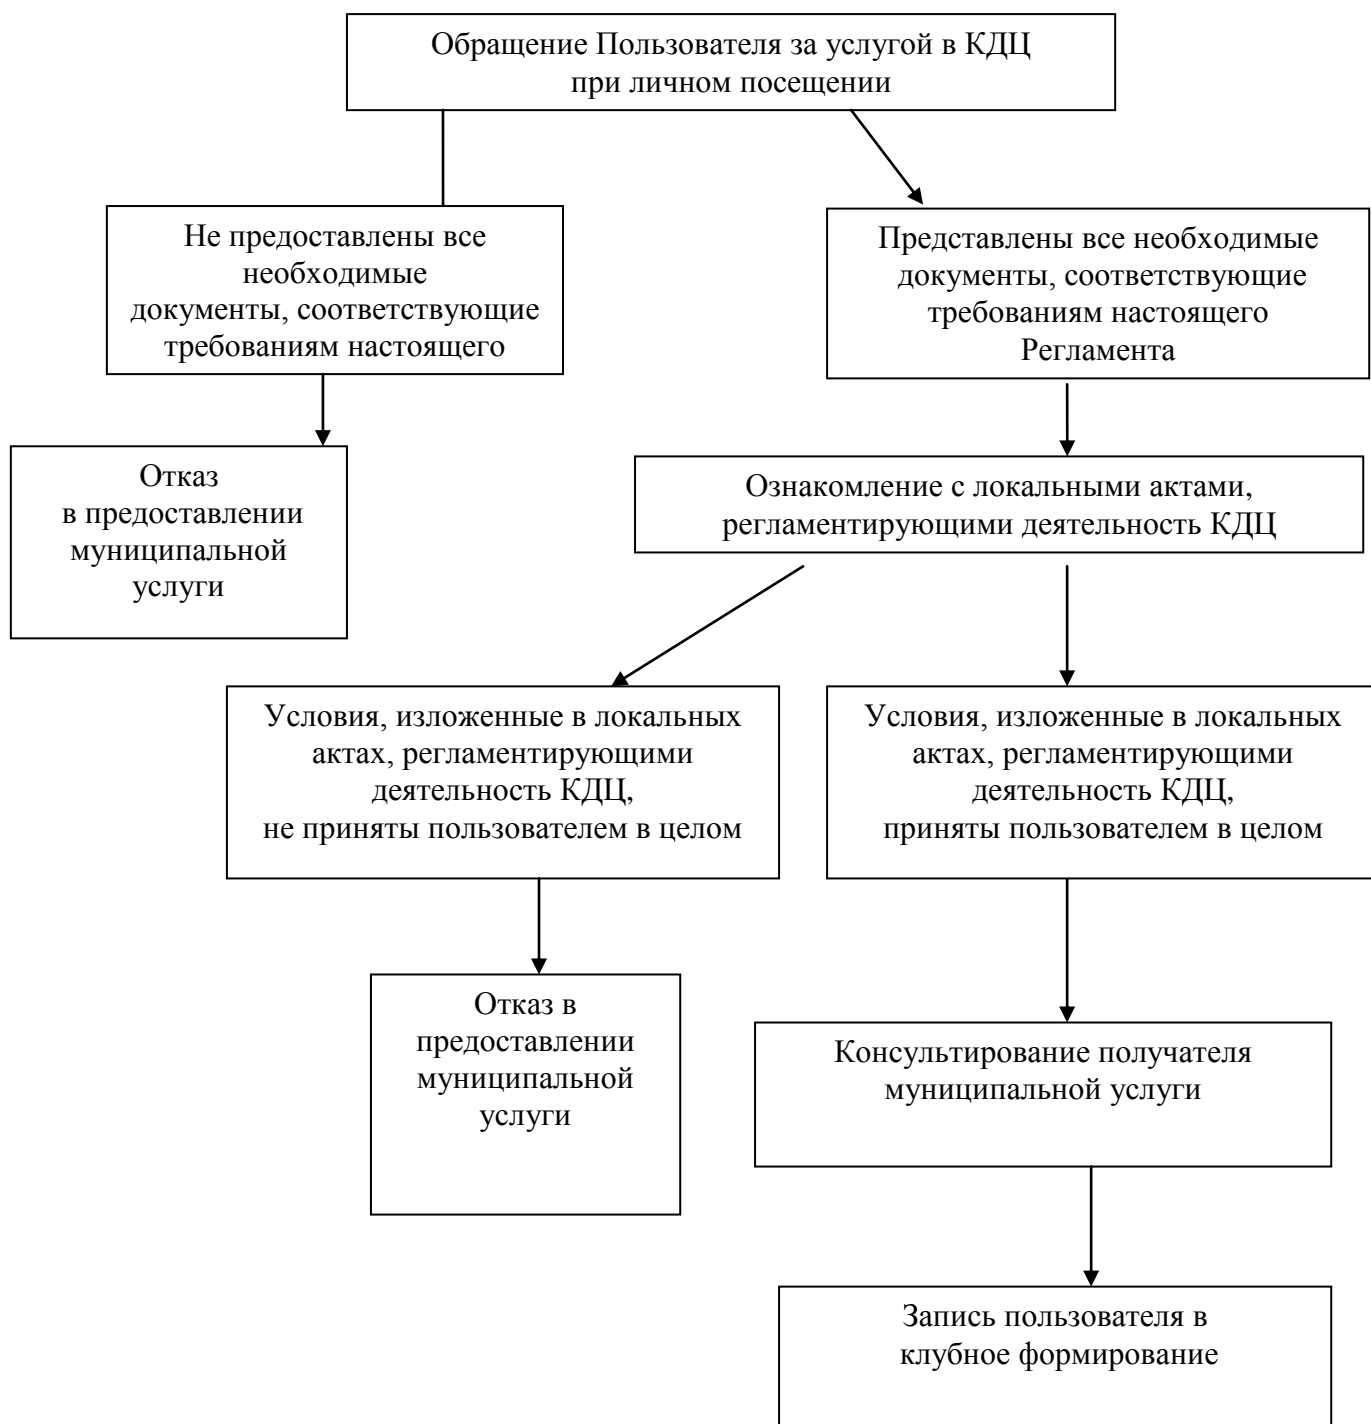 Обращение Пользователя за услугой в КДЦ
при личном посещении
Не предоставлены все
необходимые
документы, соответствующие
требованиям настоящего
Представлены все необходимые
документы, соответствующие
требованиям настоящего
Регламента
Отказ
в предоставлении
муниципальной
услуги
Ознакомление с локальными актами,
регламентирующими деятельность КДЦ
Условия, изложенные в локальных
актах, регламентирующими
деятельность КДЦ,
не приняты пользователем в целом
Условия, изложенные в локальных
актах, регламентирующими
деятельность КДЦ,
приняты пользователем в целом
Отказ в
предоставлении
муниципальной
услуги
Консультирование получателя
муниципальной услуги
Запись пользователя в
клубное формирование